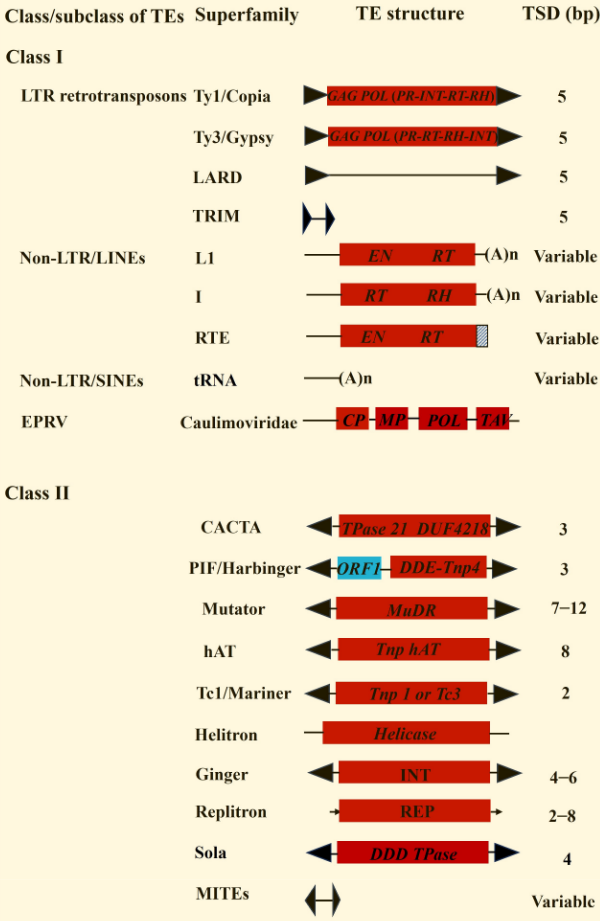 Class/subclass of TEs Superfamily TE structure TSD (bp)
Class I
LTR retrotransposons Ty1/Copia GAG POL (PR-INT-RT-RH) 5
Ty3/Gypsy GAG POL (PR-RT-RH-INT) 5
LARD 5
TRIM 5
Non-LTR/LINEs L1 EN RT (A)n Variable
I RT RH (A)n Variable
RTE EN RT Variable
Non-LTR/SINEs tRNA (A)n Variable
EPRV Caulimoviridae CP MP POL TAV
Class II
CACTA TPase 21 DUF4218 3
PIF/Harbinger ORF1 DDE-Tnp4 3
Mutator MuDR 7–12
hAT Tnp hAT 8
Tc1/Mariner Tnp 1 or Tc3 2
Helitron Helicase
Ginger INT 4–6
Replitron REP 2–8
Sola DDD TPase 4
MITEs Variable